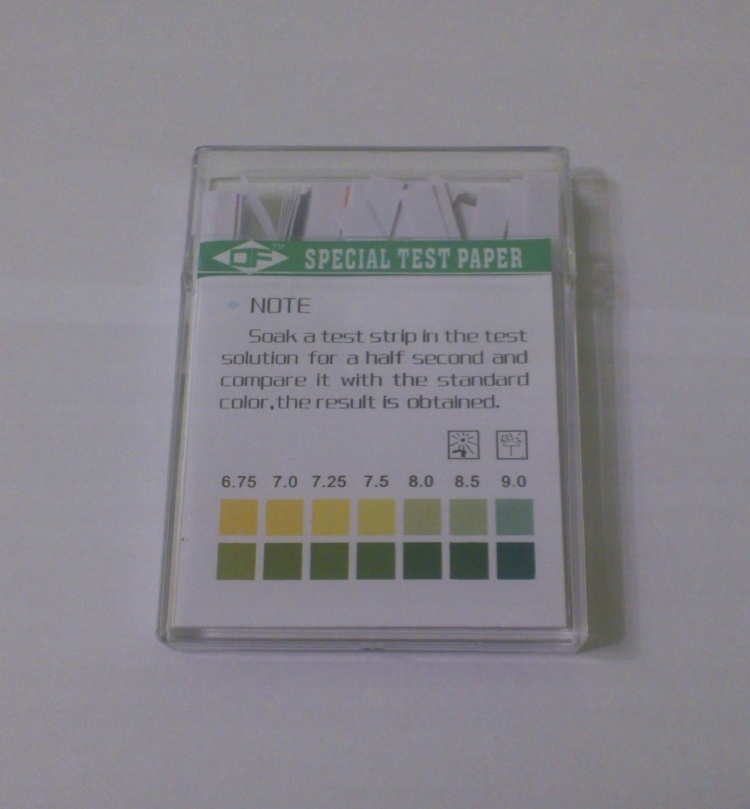 DF™ SPECIAL TEST PAPER
NOTE
Soak a test strip in the test
solution for a half second and
compare it with the standard
color,the result is obtained.
6.75 7.0 7.25 7.5 8.0 8.5 9.0